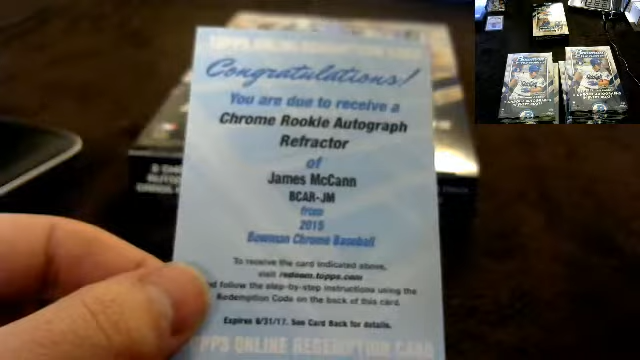 Congratulations!
You are due to receive a
Chrome Rookie Autograph
Refractor
of
James McCann
BCAR-JM
from
2015
Bowman Chrome Baseball
To receive the card indicated above,
visit redeem.topps.com
and follow the step-by-step instructions using the
Redemption Code on the back of this card.
Expires 8/31/17. See Card Back for details.
TOPPS ONLINE REDEMPTION CARD